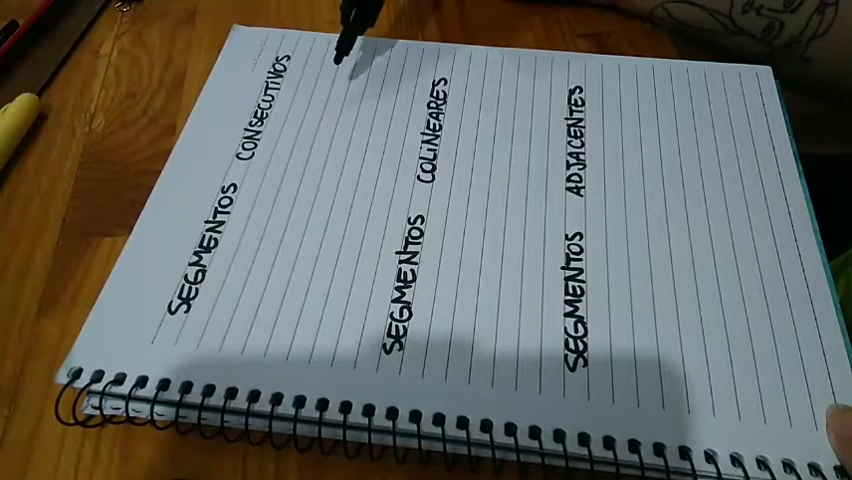 SEGMENTOS CONSECUTIVOS
SEGMENTOS COLINEARES
SEGMENTOS ADJACENTES